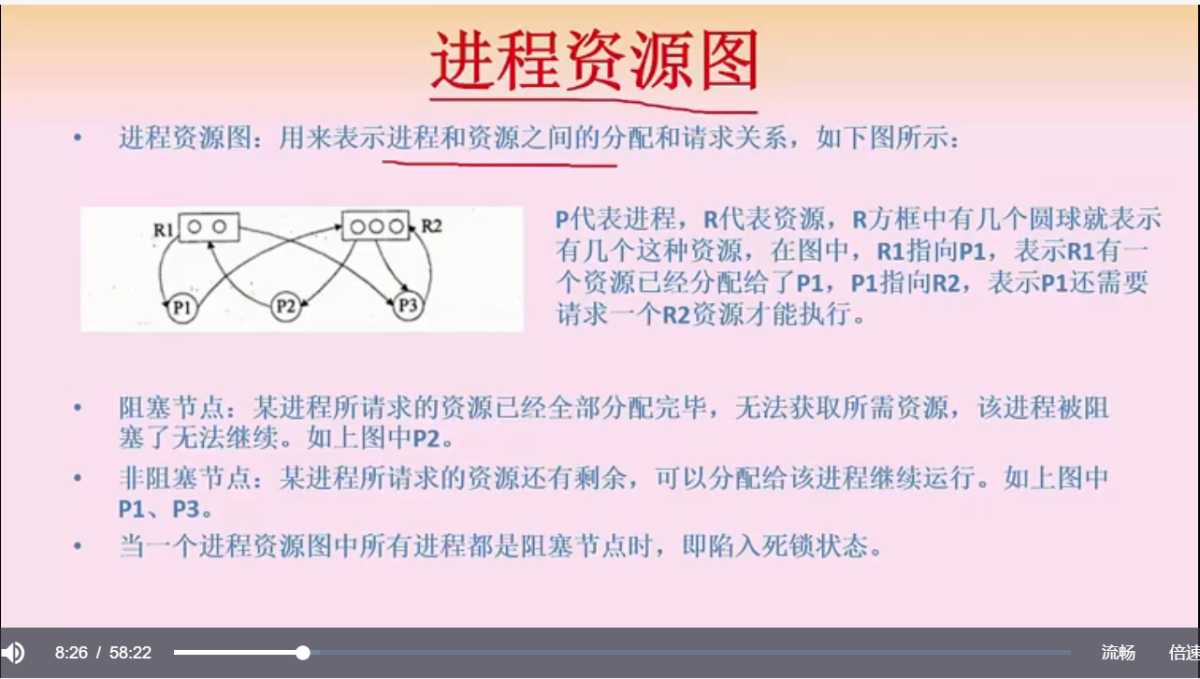 进程资源图
• 进程资源图：用来表示进程和资源之间的分配和请求关系，如下图所示：
R1
R2
P1
P2
P3
P代表进程，R代表资源，R方框中有几个圆球就表示
有几个这种资源，在图中，R1指向P1，表示R1有一
个资源已经分配给了P1，P1指向R2，表示P1还需要
请求一个R2资源才能执行。
• 阻塞节点：某进程所请求的资源已经全部分配完毕，无法获取所需资源，该进程被阻
塞了无法继续。如上图中P2。
• 非阻塞节点：某进程所请求的资源还有剩余，可以分配给该进程继续运行。如上图中
P1、P3。
• 当一个进程资源图中所有进程都是阻塞节点时，即陷入死锁状态。
8:26 / 58:22
流畅
倍速